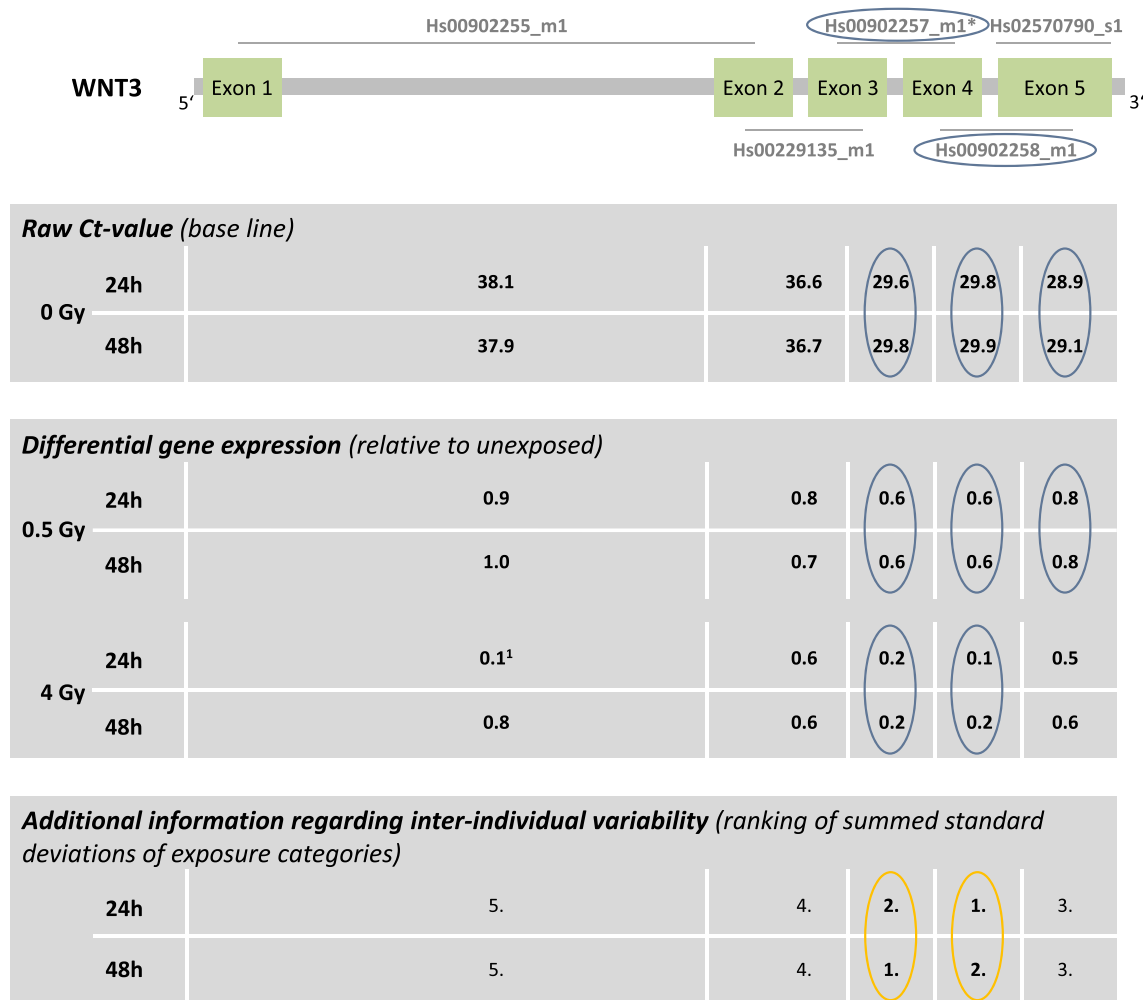 Hs00902255_m1 Hs00902257_m1* Hs02570790_s1
WNT3 5‘ Exon 1 Exon 2 Exon 3 Exon 4 Exon 5 3‘
Hs00229135_m1 Hs00902258_m1
Raw Ct-value (base line)
24h 38.1 36.6 29.6 29.8 28.9
0 Gy
48h 37.9 36.7 29.8 29.9 29.1
Differential gene expression (relative to unexposed)
24h 0.9 0.8 0.6 0.6 0.8
0.5 Gy
48h 1.0 0.7 0.6 0.6 0.8
24h 0.1¹ 0.6 0.2 0.1 0.5
4 Gy
48h 0.8 0.6 0.2 0.2 0.6
Additional information regarding inter-individual variability (ranking of summed standard
deviations of exposure categories)
24h 5. 4. 2. 1. 3.
48h 5. 4. 1. 2. 3.